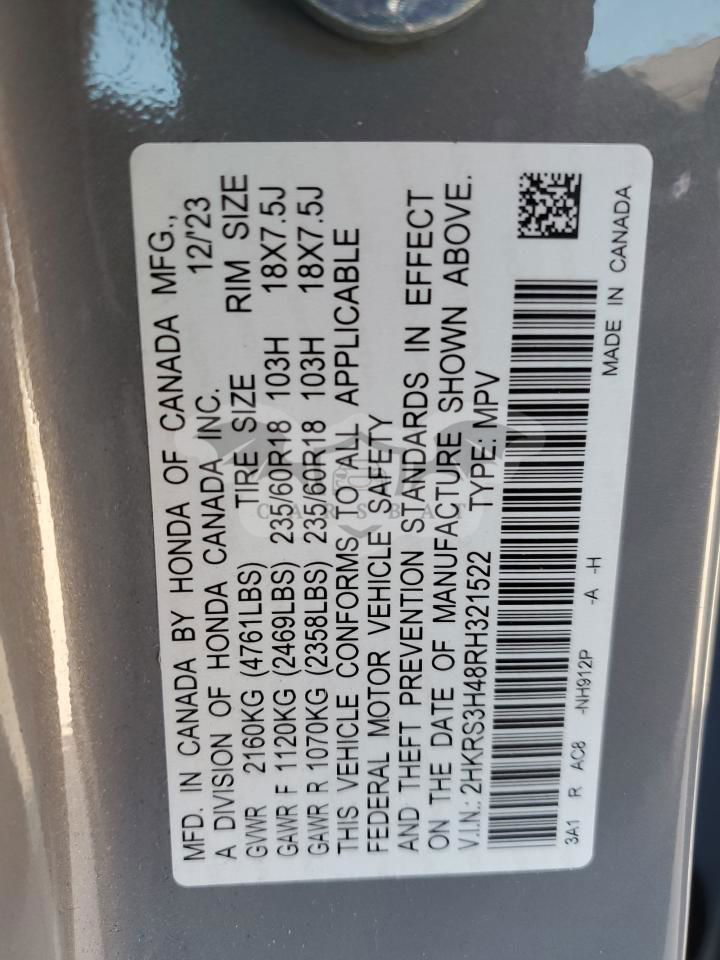 MFD. IN CANADA BY HONDA OF CANADA MFG.,
A DIVISION OF HONDA CANADA INC. 12/'23
GVWR 2160KG (4761LBS) TIRE SIZE RIM SIZE
GAWR F 1120KG (2469LBS) 235/60R18 103H 18X7.5J
GAWR R 1070KG (2358LBS) 235/60R18 103H 18X7.5J
THIS VEHICLE CONFORMS TO ALL APPLICABLE
FEDERAL MOTOR VEHICLE SAFETY
AND THEFT PREVENTION STANDARDS IN EFFECT
ON THE DATE OF MANUFACTURE SHOWN ABOVE.
V.I.N.: 2HKRS3H48RH321522 TYPE: MPV
3A1 R AC8 -NH912P -A -H
MADE IN CANADA
CARSBAT